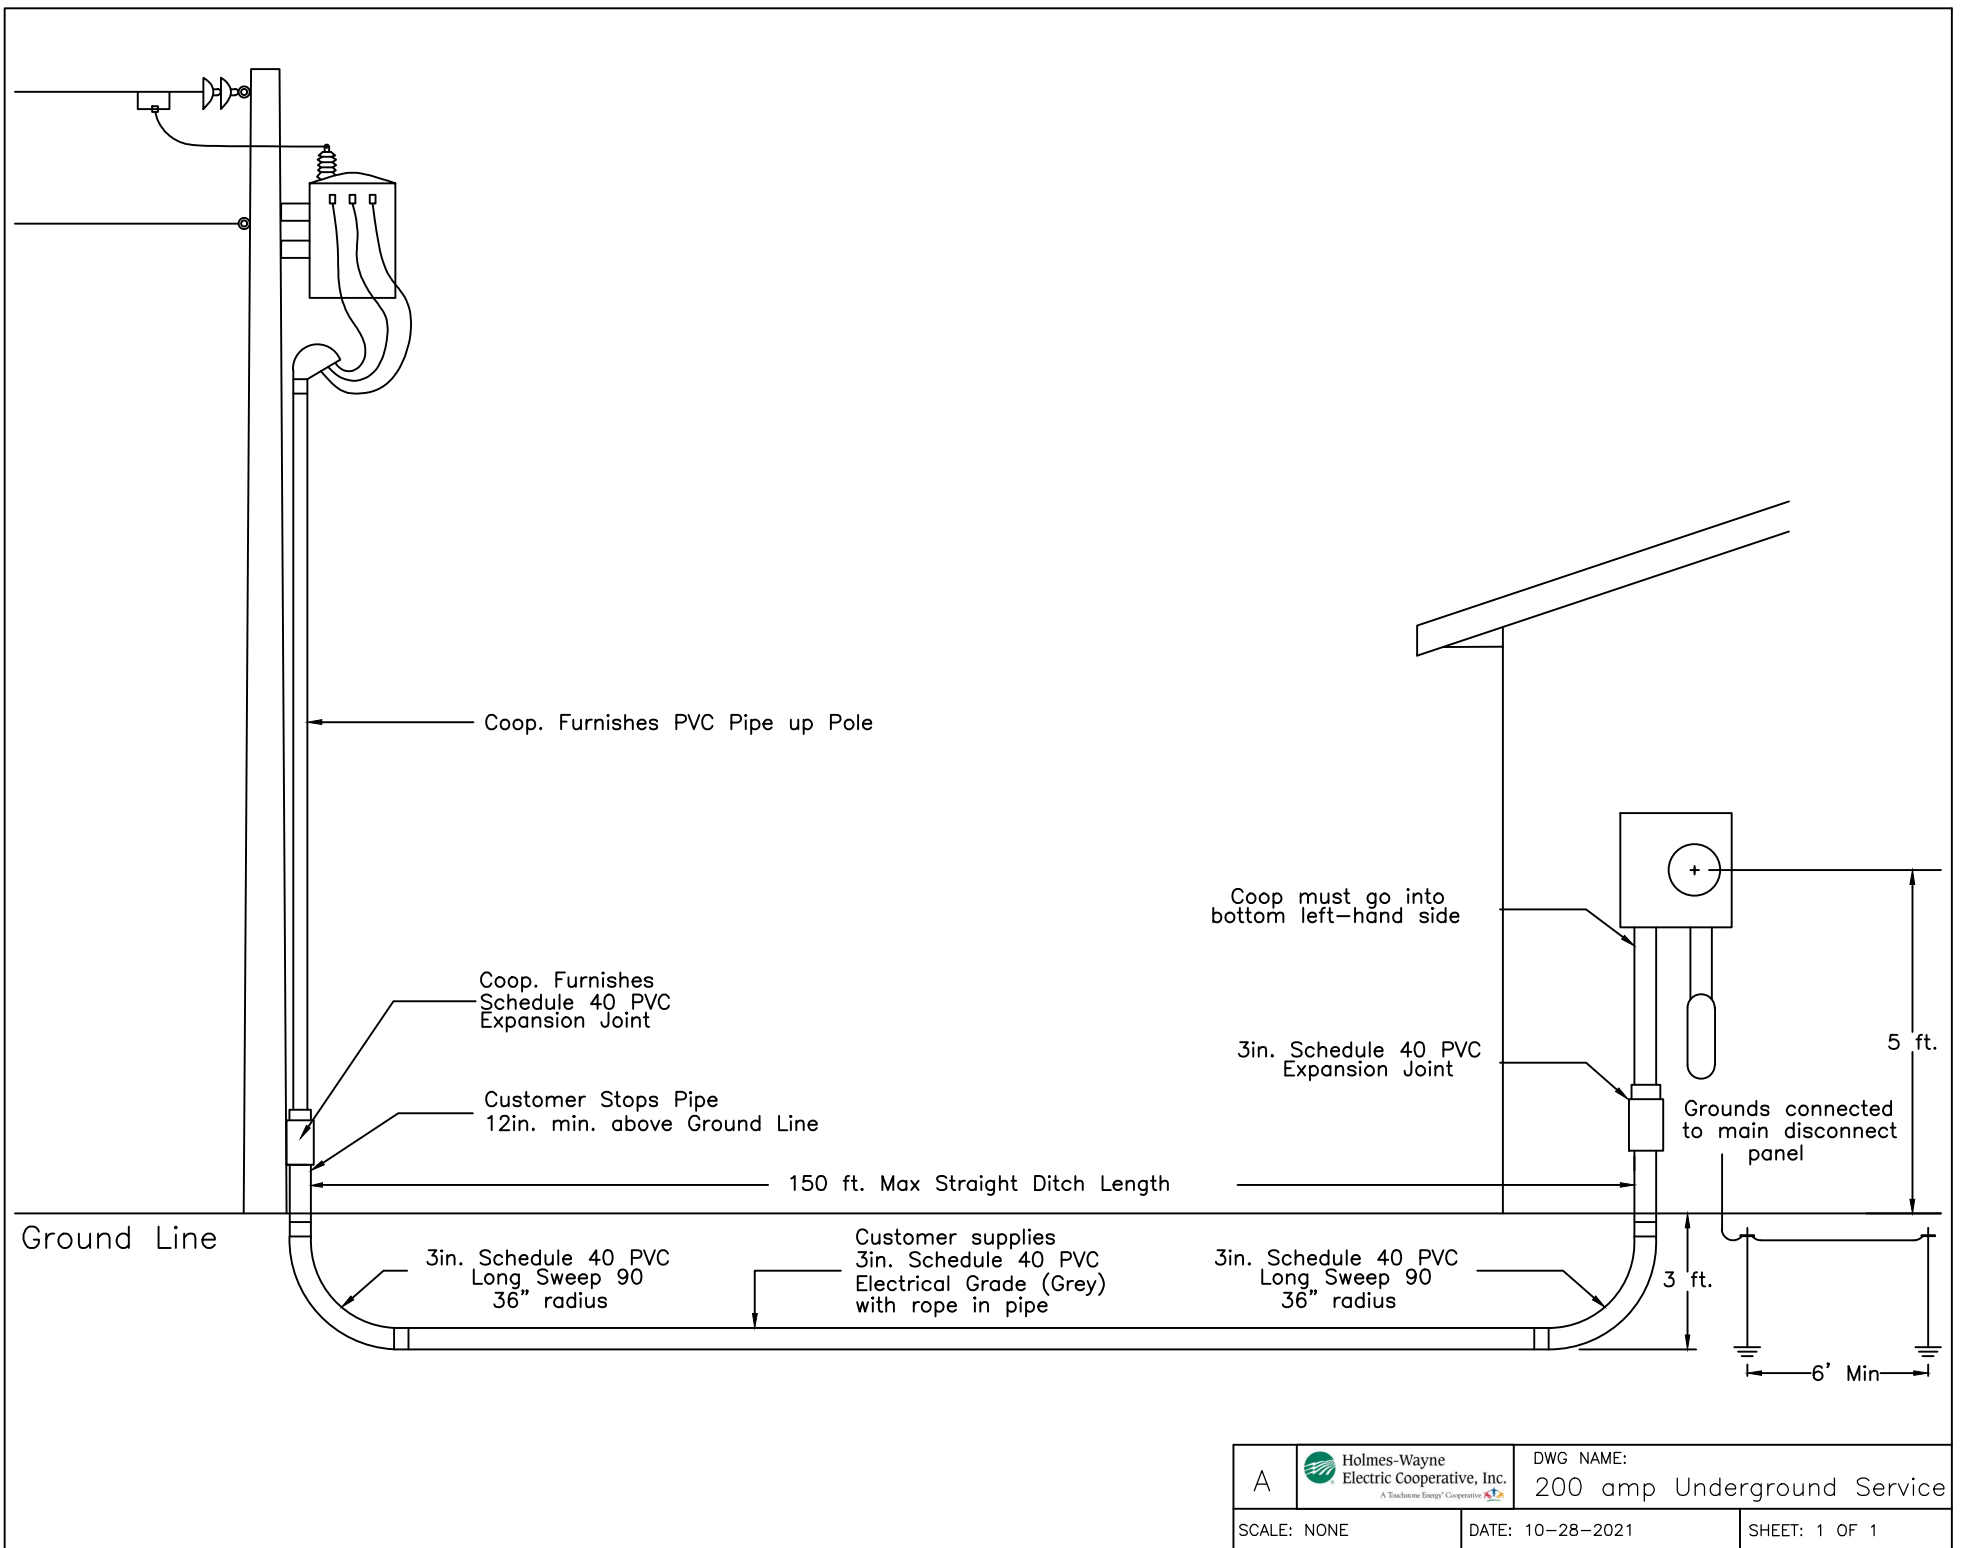 Coop. Furnishes PVC Pipe up Pole
Coop must go into
bottom left-hand side
Coop. Furnishes
Schedule 40 PVC
Expansion Joint
5 ft.
3in. Schedule 40 PVC
Expansion Joint
Customer Stops Pipe
12in. min. above Ground Line
Grounds connected
to main disconnect
panel
150 ft. Max Straight Ditch Length
Ground Line
3in. Schedule 40 PVC
Long Sweep 90
36” radius
Customer supplies
3in. Schedule 40 PVC
Electrical Grade (Grey)
with rope in pipe
3in. Schedule 40 PVC
Long Sweep 90
36” radius
3 ft.
6’ Min
A
Holmes-Wayne
Electric Cooperative, Inc.
A Touchstone Energy® Cooperative
DWG NAME:
200 amp Underground Service
SCALE: NONE
DATE: 10-28-2021
SHEET: 1 OF 1